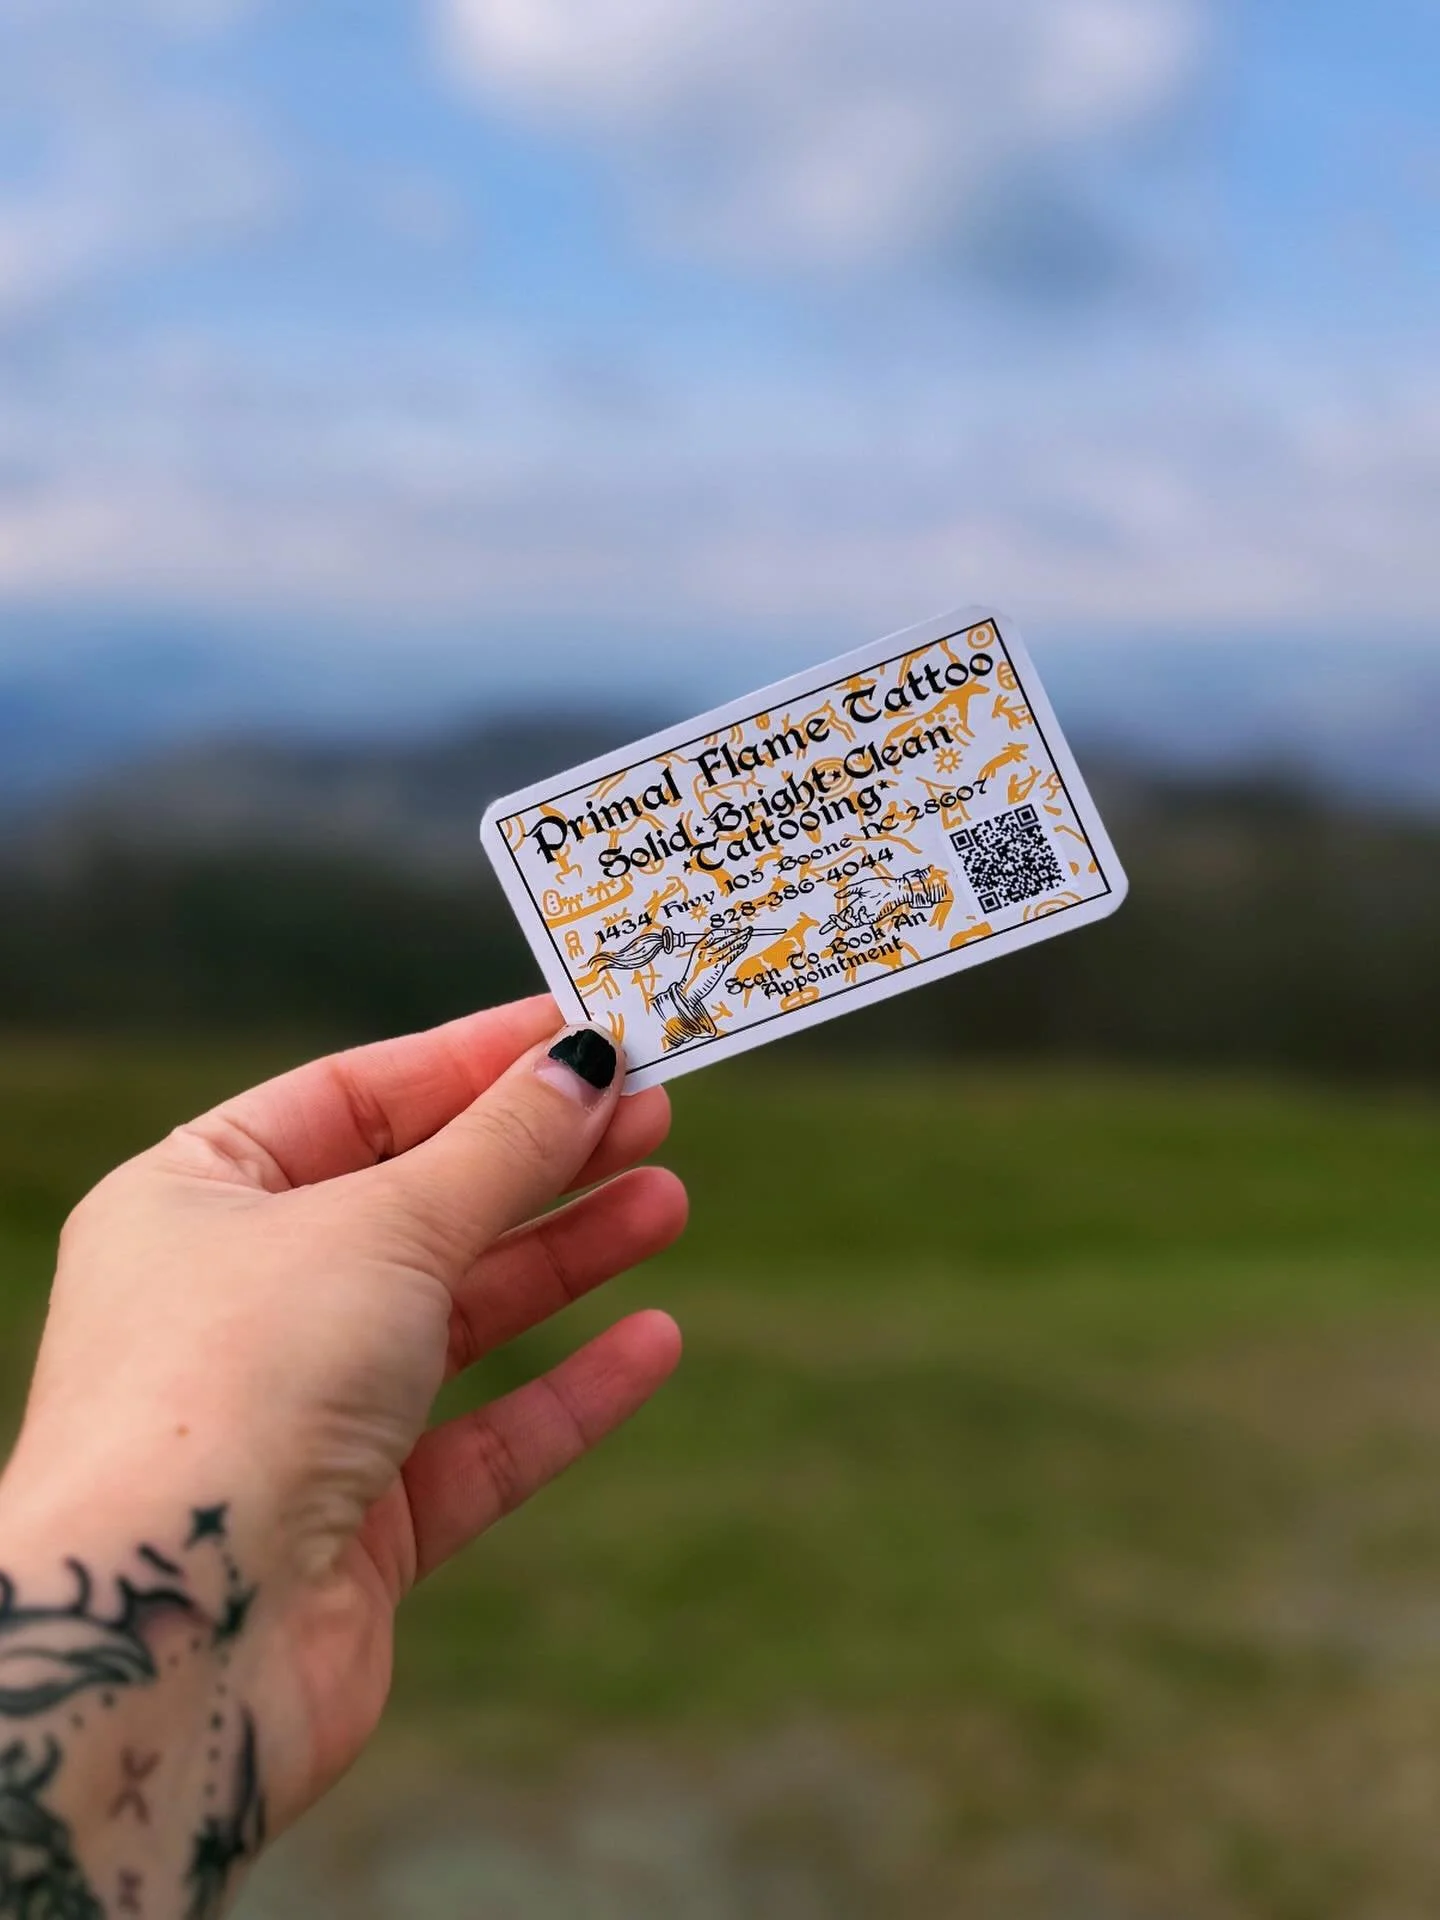 Primal Flame Tattoo
Solid⋆Bright⋆Clean
⋆Tattooing⋆
1434 Hwy 105 Boone NC 28607
828-386-4044
Scan To Book An
Appointment